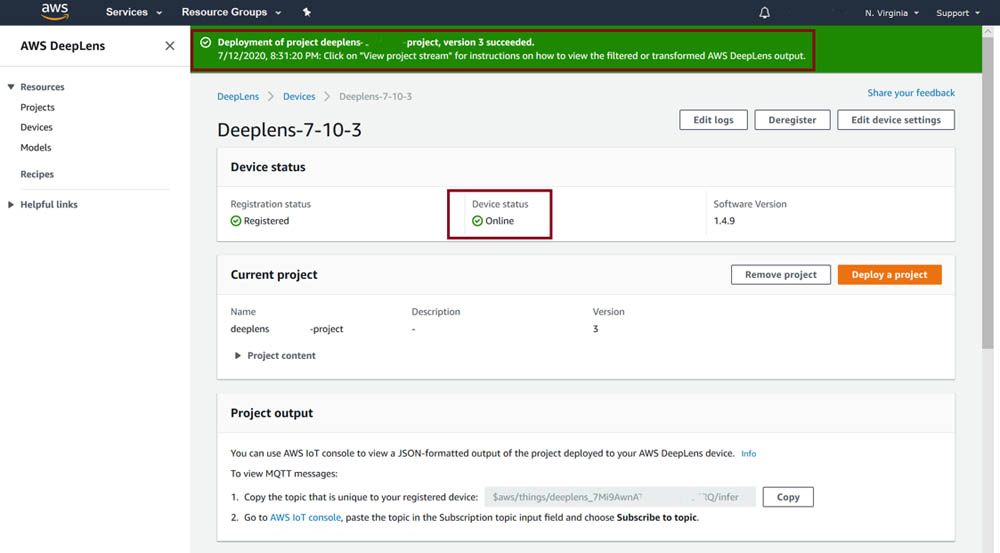 aws
Services
Resource Groups
N. Virginia
Support
AWS DeepLens
Resources
Projects
Devices
Models
Recipes
Helpful links
Deployment of project deeplens- -project, version 3 succeeded.
7/12/2020, 8:31:20 PM: Click on "View project stream" for instructions on how to view the filtered or transformed AWS DeepLens output.
Share your feedback
DeepLens Devices Deeplens-7-10-3
Deeplens-7-10-3
Edit logs Deregister Edit device settings
Device status
Registration status Device status Software Version
Registered Online 1.4.9
Current project
Remove project Deploy a project
Name Description Version
deeplens -project - 3
Project content
Project output
You can use AWS IoT console to view a JSON-formatted output of the project deployed to your AWS DeepLens device. Info
To view MQTT messages:
1. Copy the topic that is unique to your registered device: Copy
2. Go to AWS IoT console, paste the topic in the Subscription topic input field and choose Subscribe to topic.